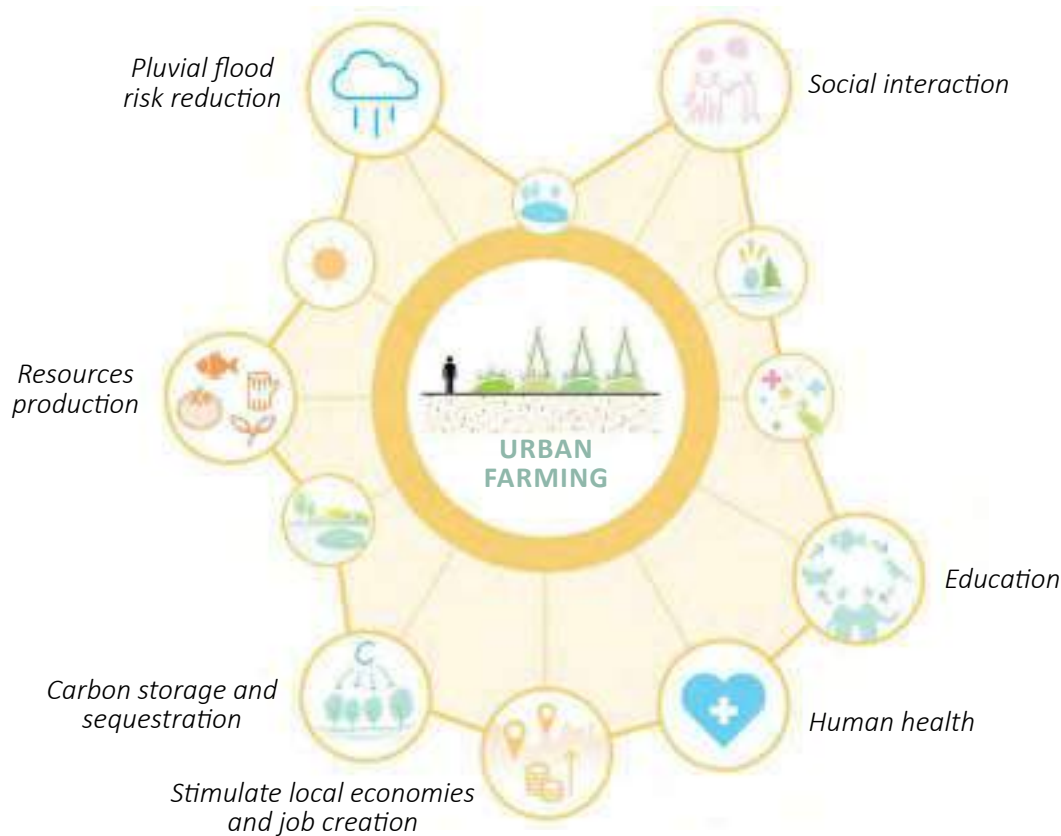 Pluvial flood
risk reduction
Social interaction
Resources
production
URBAN
FARMING
Education
C
Carbon storage and
sequestration
Human health
Stimulate local economies
and job creation